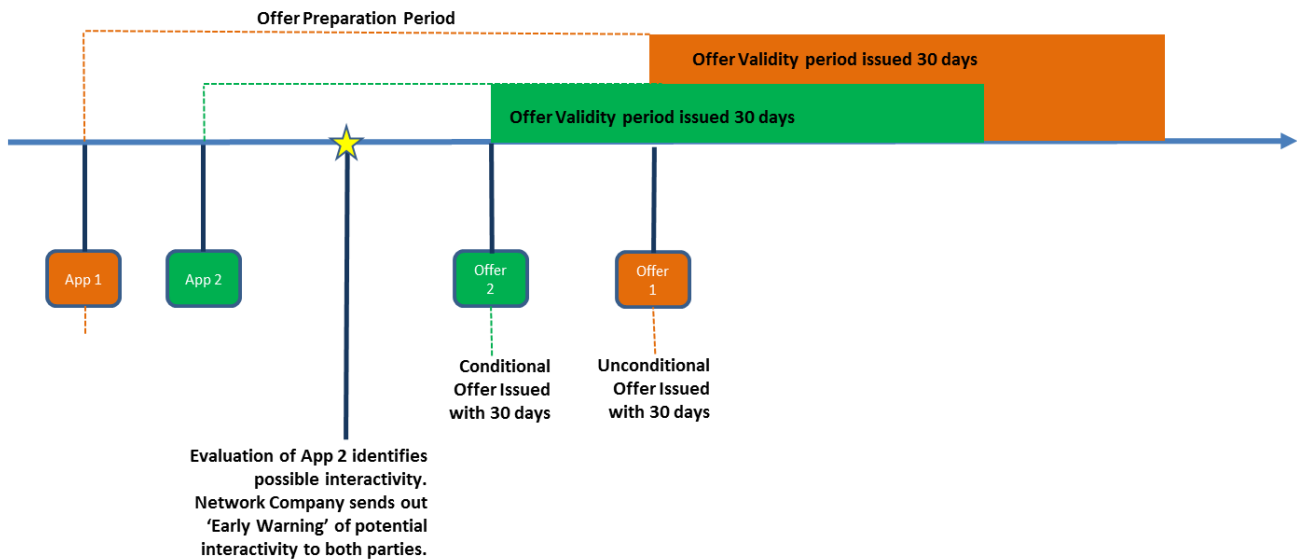 Offer Preparation Period
Offer Validity period issued 30 days
Offer Validity period issued 30 days
App 1
App 2
Offer
2
Offer
1
Conditional
Offer Issued
with 30 days
Unconditional
Offer Issued
with 30 days
Evaluation of App 2 identifies
possible interactivity.
Network Company sends out
‘Early Warning’ of potential
interactivity to both parties.